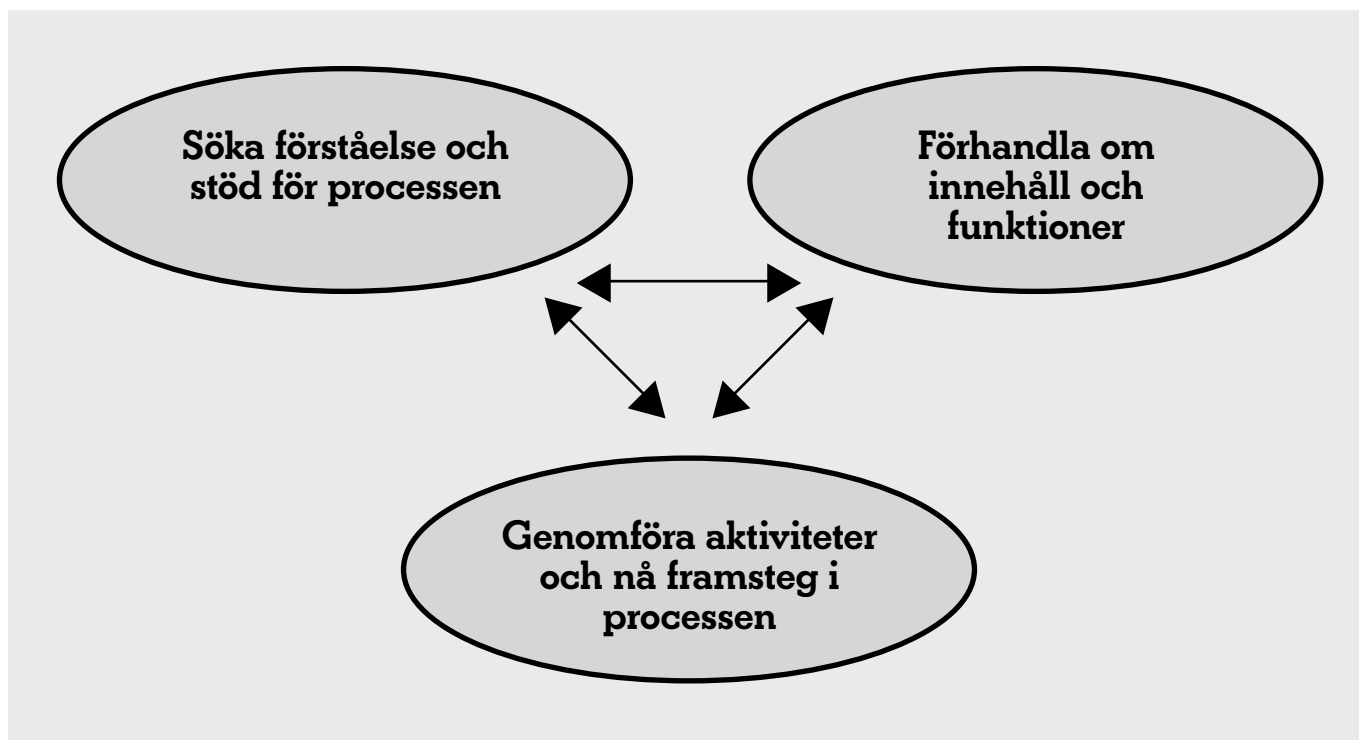 Söka förståelse och
stöd för processen
Förhandla om
innehåll och
funktioner
Genomföra aktiviteter
och nå framsteg i
processen